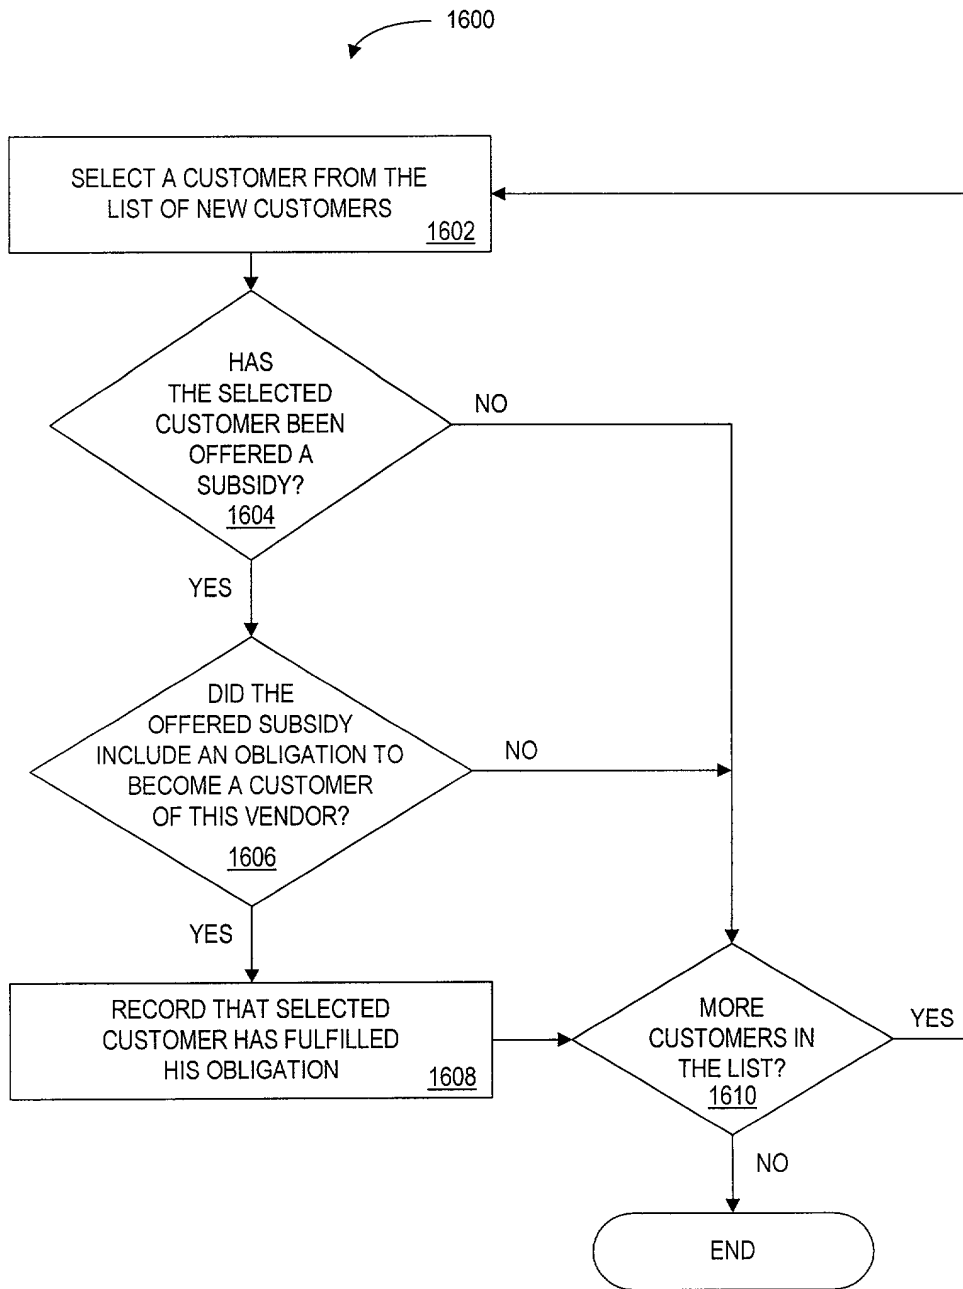 1600
SELECT A CUSTOMER FROM THE
LIST OF NEW CUSTOMERS
1602
HAS
THE SELECTED
CUSTOMER BEEN
OFFERED A
SUBSIDY?
1604
NO
YES
DID THE
OFFERED SUBSIDY
INCLUDE AN OBLIGATION TO
BECOME A CUSTOMER
OF THIS VENDOR?
1606
NO
YES
RECORD THAT SELECTED
CUSTOMER HAS FULFILLED
HIS OBLIGATION
1608
MORE
CUSTOMERS IN
THE LIST?
1610
YES
NO
END